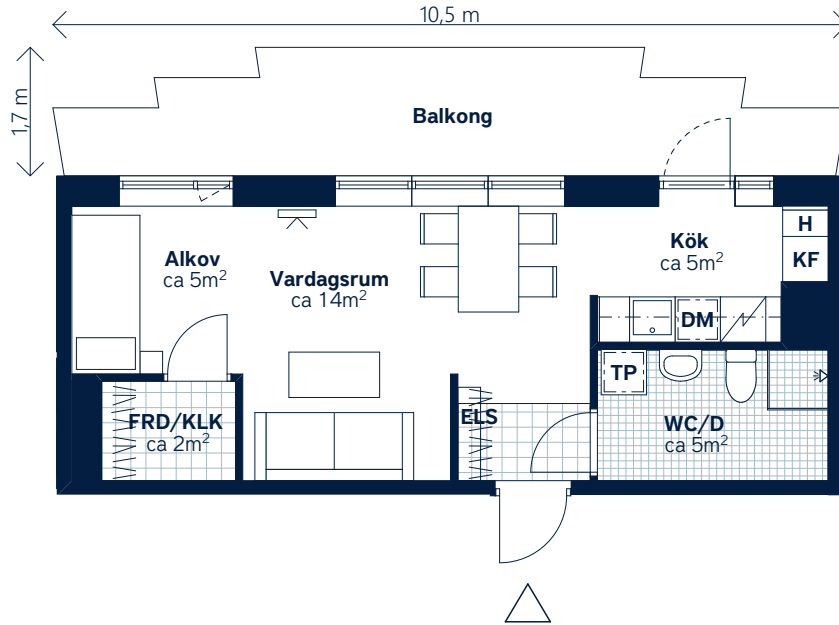 10,5 m
1,7 m
Balkong
Alkov
ca 5m²
Vardagsrum
ca 14m²
Kök
ca 5m²
H
KF
DM
TP
FRD/KLK
ca 2m²
ELS
WC/D
ca 5m²